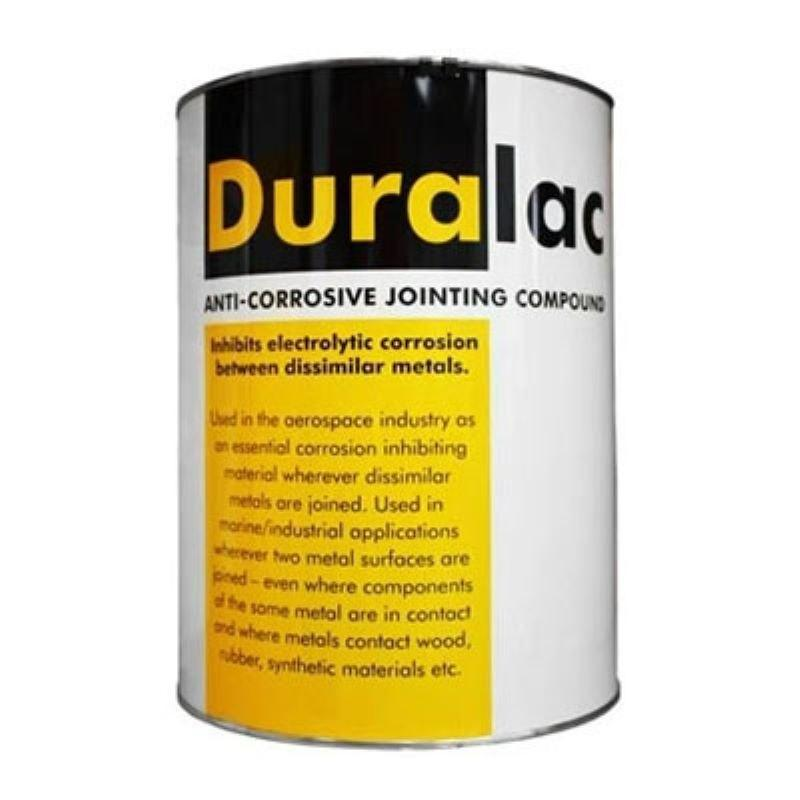 Duralac
ANTI-CORROSIVE JOINTING COMPOUND
Inhibits electrolytic corrosion
between dissimilar metals.
Used in the aerospace industry as
an essential corrosion inhibiting
material wherever dissimilar
metals are joined. Used in
marine/industrial applications
wherever two metal surfaces are
joined – even where components
of the same metal are in contact
and where metals contact wood,
rubber, synthetic materials etc.